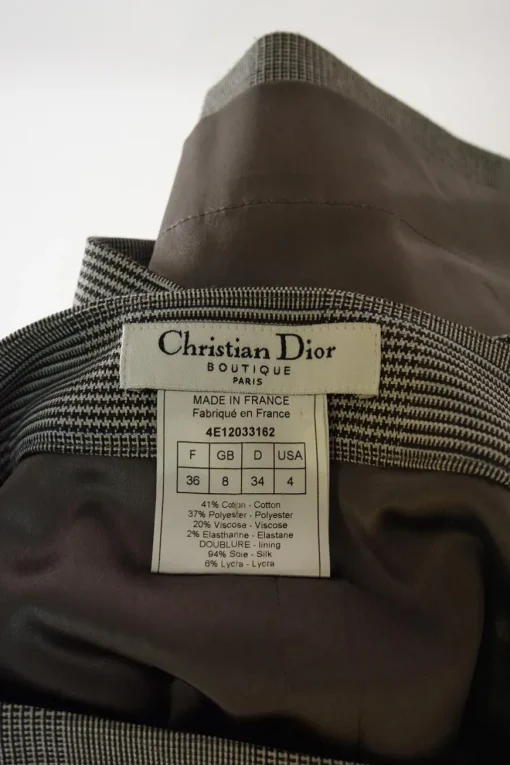 Christian Dior
BOUTIQUE
PARIS
MADE IN FRANCE
Fabriqué en France
4E12033162
F GB D USA
36 8 34 4
41% Coton - Cotton
37% Polyester - Polyester
20% Viscose - Viscose
2% Elasthanne - Elastane
DOUBLURE - lining
94% Soie - Silk
6% Lycra - Lycra